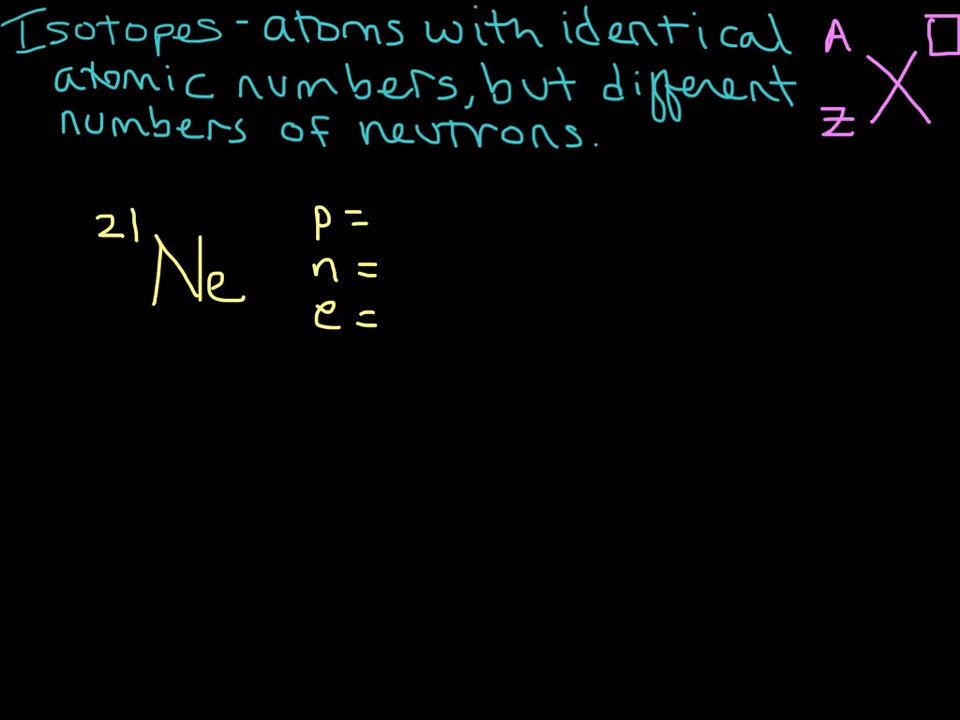 Isotopes - atoms with identical
atomic numbers, but different
numbers of neutrons.
A
X
Z
21
Ne
p =
n =
e =